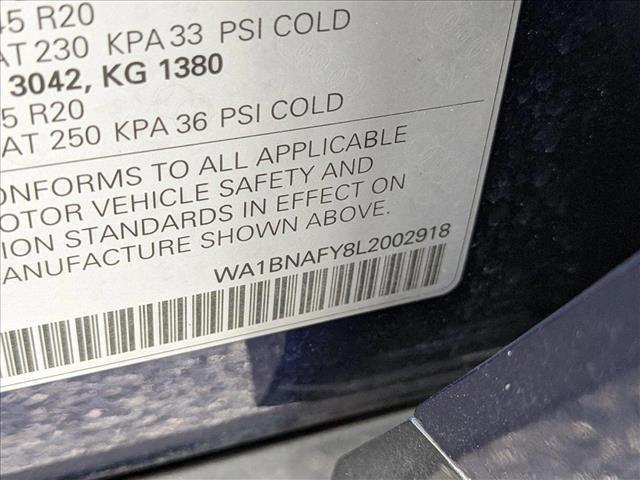 45 R20
AT 230 KPA 33 PSI COLD
3042, KG 1380
5 R20
AT 250 KPA 36 PSI COLD
ONFORMS TO ALL APPLICABLE
OTOR VEHICLE SAFETY AND
ION STANDARDS IN EFFECT ON
ANUFACTURE SHOWN ABOVE.
WA1BNAFY8L2002918